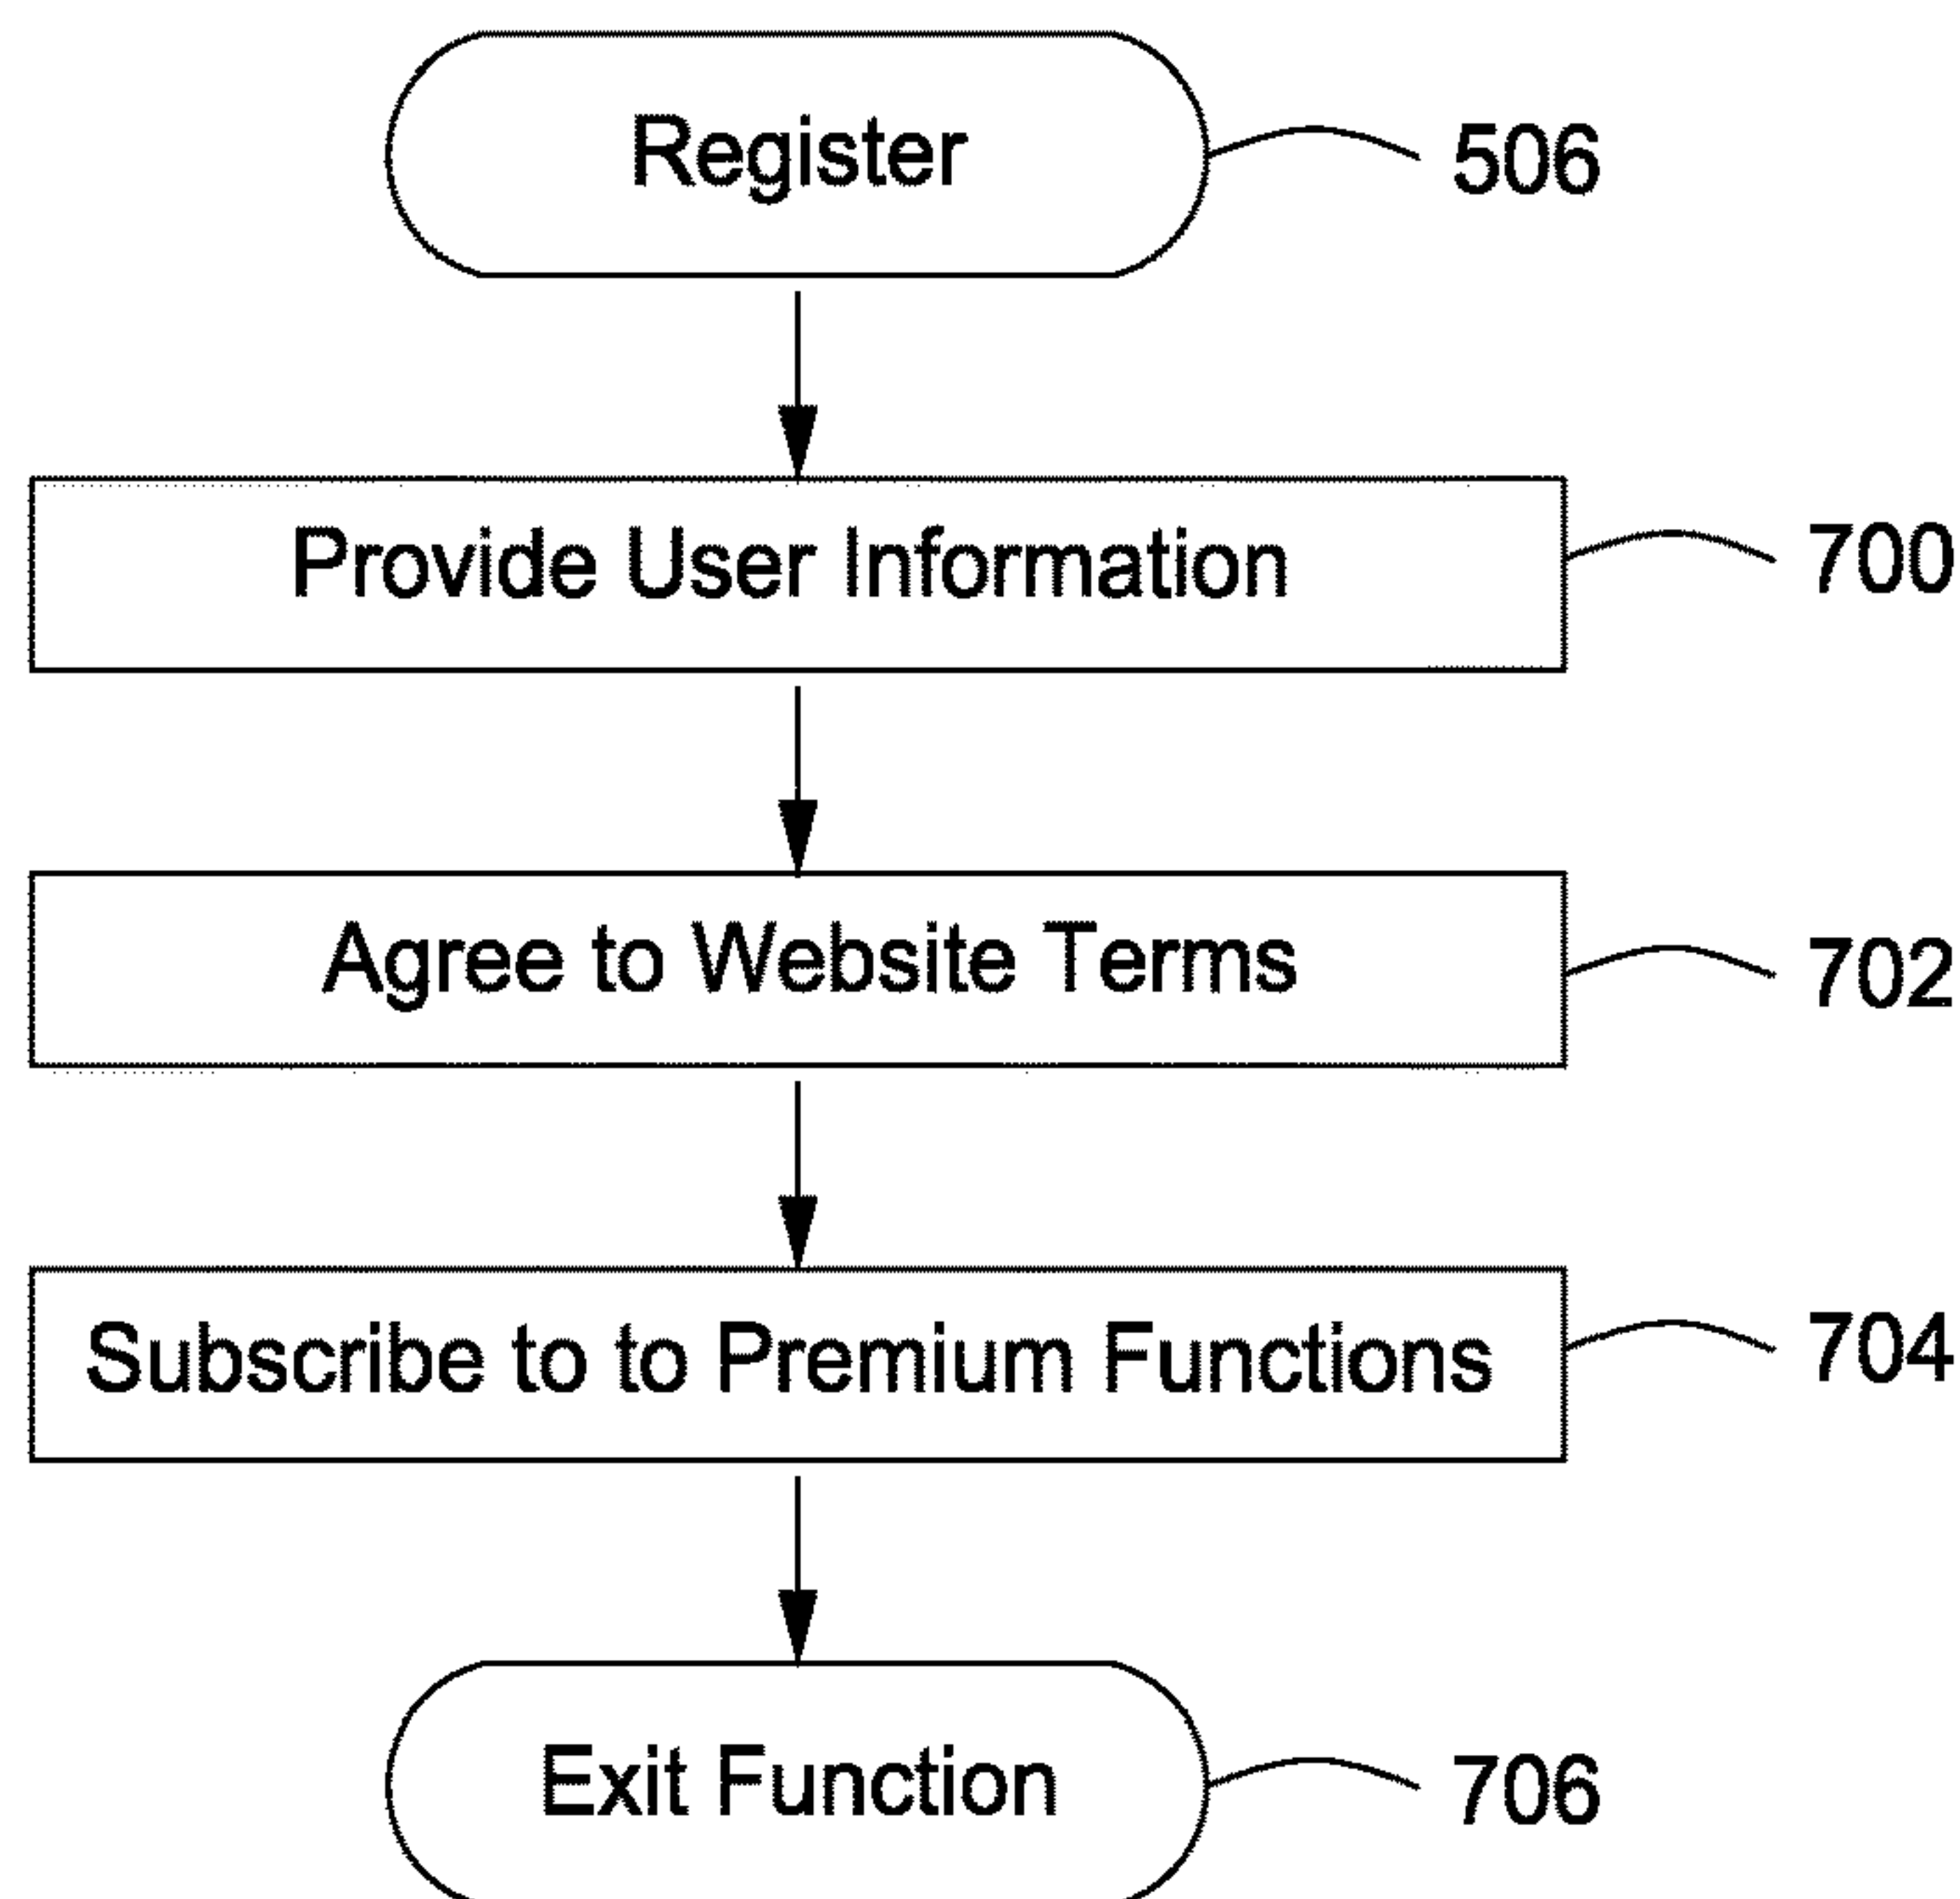 Register
506
Provide User Information
700
Agree to Website Terms
702
Subscribe to to Premium Functions
704
Exit Function
706